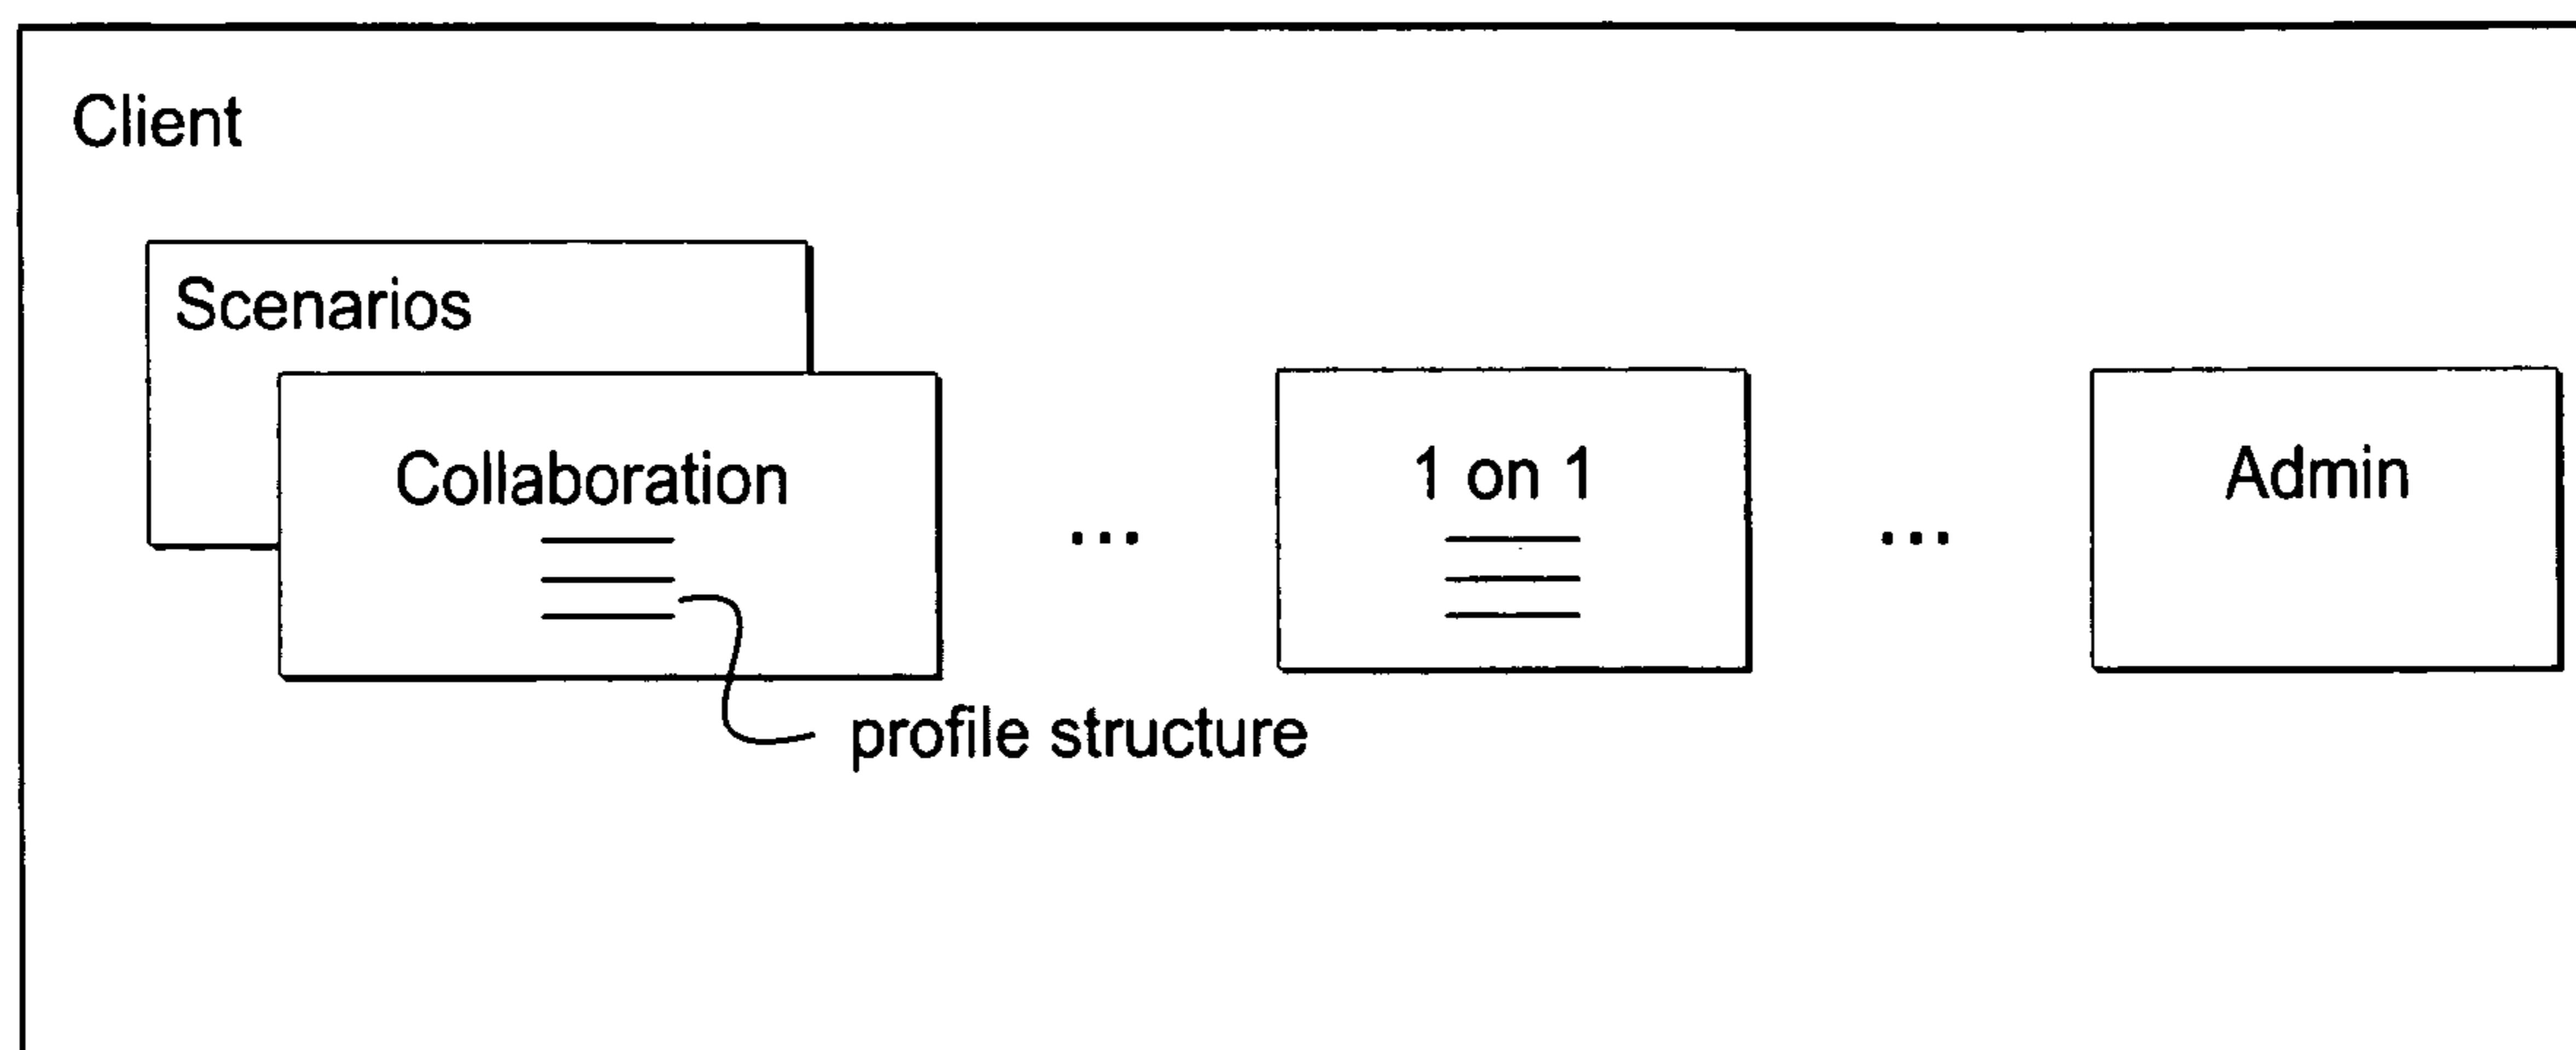 Client
Scenarios
Collaboration
...
1 on 1
...
Admin
profile structure